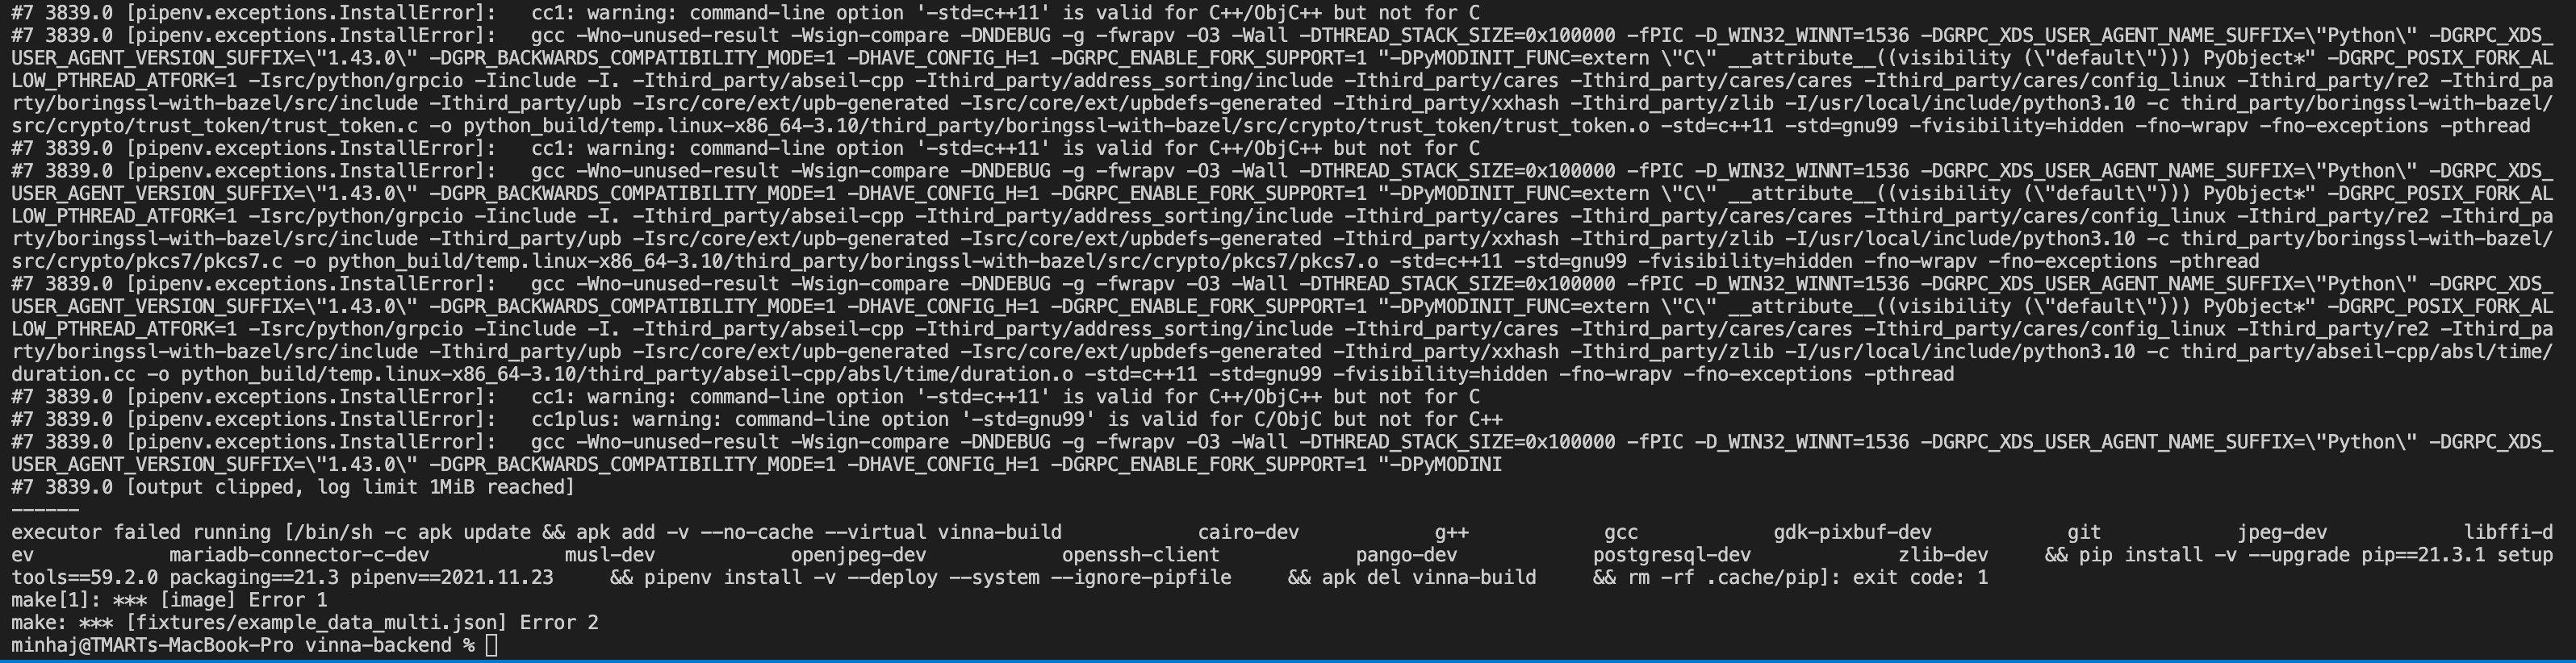 #7 3839.0 [pipenv.exceptions.InstallError]:   cc1: warning: command-line option '-std=c++11' is valid for C++/ObjC++ but not for C
#7 3839.0 [pipenv.exceptions.InstallError]:   gcc -Wno-unused-result -Wsign-compare -DNDEBUG -g -fwrapv -O3 -Wall -DTHREAD_STACK_SIZE=0x100000 -fPIC -D_WIN32_WINNT=1536 -DGRPC_XDS_USER_AGENT_NAME_SUFFIX=\"Python\" -DGRPC_XDS_
USER_AGENT_VERSION_SUFFIX=\"1.43.0\" -DGPR_BACKWARDS_COMPATIBILITY_MODE=1 -DHAVE_CONFIG_H=1 -DGRPC_ENABLE_FORK_SUPPORT=1 "-DPyMODINIT_FUNC=extern \"C\" __attribute__((visibility (\"default\"))) PyObject*" -DGRPC_POSIX_FORK_AL
LOW_PTHREAD_ATFORK=1 -Isrc/python/grpcio -Iinclude -I. -Ithird_party/abseil-cpp -Ithird_party/address_sorting/include -Ithird_party/cares -Ithird_party/cares/cares -Ithird_party/cares/config_linux -Ithird_party/re2 -Ithird_pa
rty/boringssl-with-bazel/src/include -Ithird_party/upb -Isrc/core/ext/upb-generated -Isrc/core/ext/upbdefs-generated -Ithird_party/xxhash -Ithird_party/zlib -I/usr/local/include/python3.10 -c third_party/boringssl-with-bazel/
src/crypto/trust_token/trust_token.c -o python_build/temp.linux-x86_64-3.10/third_party/boringssl-with-bazel/src/crypto/trust_token/trust_token.o -std=c++11 -std=gnu99 -fvisibility=hidden -fno-wrapv -fno-exceptions -pthread
#7 3839.0 [pipenv.exceptions.InstallError]:   cc1: warning: command-line option '-std=c++11' is valid for C++/ObjC++ but not for C
#7 3839.0 [pipenv.exceptions.InstallError]:   gcc -Wno-unused-result -Wsign-compare -DNDEBUG -g -fwrapv -O3 -Wall -DTHREAD_STACK_SIZE=0x100000 -fPIC -D_WIN32_WINNT=1536 -DGRPC_XDS_USER_AGENT_NAME_SUFFIX=\"Python\" -DGRPC_XDS_
USER_AGENT_VERSION_SUFFIX=\"1.43.0\" -DGPR_BACKWARDS_COMPATIBILITY_MODE=1 -DHAVE_CONFIG_H=1 -DGRPC_ENABLE_FORK_SUPPORT=1 "-DPyMODINIT_FUNC=extern \"C\" __attribute__((visibility (\"default\"))) PyObject*" -DGRPC_POSIX_FORK_AL
LOW_PTHREAD_ATFORK=1 -Isrc/python/grpcio -Iinclude -I. -Ithird_party/abseil-cpp -Ithird_party/address_sorting/include -Ithird_party/cares -Ithird_party/cares/cares -Ithird_party/cares/config_linux -Ithird_party/re2 -Ithird_pa
rty/boringssl-with-bazel/src/include -Ithird_party/upb -Isrc/core/ext/upb-generated -Isrc/core/ext/upbdefs-generated -Ithird_party/xxhash -Ithird_party/zlib -I/usr/local/include/python3.10 -c third_party/boringssl-with-bazel/
src/crypto/pkcs7/pkcs7.c -o python_build/temp.linux-x86_64-3.10/third_party/boringssl-with-bazel/src/crypto/pkcs7/pkcs7.o -std=c++11 -std=gnu99 -fvisibility=hidden -fno-wrapv -fno-exceptions -pthread
#7 3839.0 [pipenv.exceptions.InstallError]:   gcc -Wno-unused-result -Wsign-compare -DNDEBUG -g -fwrapv -O3 -Wall -DTHREAD_STACK_SIZE=0x100000 -fPIC -D_WIN32_WINNT=1536 -DGRPC_XDS_USER_AGENT_NAME_SUFFIX=\"Python\" -DGRPC_XDS_
USER_AGENT_VERSION_SUFFIX=\"1.43.0\" -DGPR_BACKWARDS_COMPATIBILITY_MODE=1 -DHAVE_CONFIG_H=1 -DGRPC_ENABLE_FORK_SUPPORT=1 "-DPyMODINIT_FUNC=extern \"C\" __attribute__((visibility (\"default\"))) PyObject*" -DGRPC_POSIX_FORK_AL
LOW_PTHREAD_ATFORK=1 -Isrc/python/grpcio -Iinclude -I. -Ithird_party/abseil-cpp -Ithird_party/address_sorting/include -Ithird_party/cares -Ithird_party/cares/cares -Ithird_party/cares/config_linux -Ithird_party/re2 -Ithird_pa
rty/boringssl-with-bazel/src/include -Ithird_party/upb -Isrc/core/ext/upb-generated -Isrc/core/ext/upbdefs-generated -Ithird_party/xxhash -Ithird_party/zlib -I/usr/local/include/python3.10 -c third_party/abseil-cpp/absl/time/
duration.cc -o python_build/temp.linux-x86_64-3.10/third_party/abseil-cpp/absl/time/duration.o -std=c++11 -std=gnu99 -fvisibility=hidden -fno-wrapv -fno-exceptions -pthread
#7 3839.0 [pipenv.exceptions.InstallError]:   cc1: warning: command-line option '-std=c++11' is valid for C++/ObjC++ but not for C
#7 3839.0 [pipenv.exceptions.InstallError]:   cc1plus: warning: command-line option '-std=gnu99' is valid for C/ObjC but not for C++
#7 3839.0 [pipenv.exceptions.InstallError]:   gcc -Wno-unused-result -Wsign-compare -DNDEBUG -g -fwrapv -O3 -Wall -DTHREAD_STACK_SIZE=0x100000 -fPIC -D_WIN32_WINNT=1536 -DGRPC_XDS_USER_AGENT_NAME_SUFFIX=\"Python\" -DGRPC_XDS_
USER_AGENT_VERSION_SUFFIX=\"1.43.0\" -DGPR_BACKWARDS_COMPATIBILITY_MODE=1 -DHAVE_CONFIG_H=1 -DGRPC_ENABLE_FORK_SUPPORT=1 "-DPyMODINI
#7 3839.0 [output clipped, log limit 1MiB reached]
------
executor failed running [/bin/sh -c apk update && apk add -v --no-cache --virtual vinna-build            cairo-dev            g++            gcc            gdk-pixbuf-dev            git            jpeg-dev            libffi-d
ev            mariadb-connector-c-dev            musl-dev            openjpeg-dev            openssh-client            pango-dev            postgresql-dev             zlib-dev     && pip install -v --upgrade pip==21.3.1 setup
tools==59.2.0 packaging==21.3 pipenv==2021.11.23     && pipenv install -v --deploy --system --ignore-pipfile     && apk del vinna-build     && rm -rf .cache/pip]: exit code: 1
make[1]: *** [image] Error 1
make: *** [fixtures/example_data_multi.json] Error 2
minhaj@TMARTs-MacBook-Pro vinna-backend %